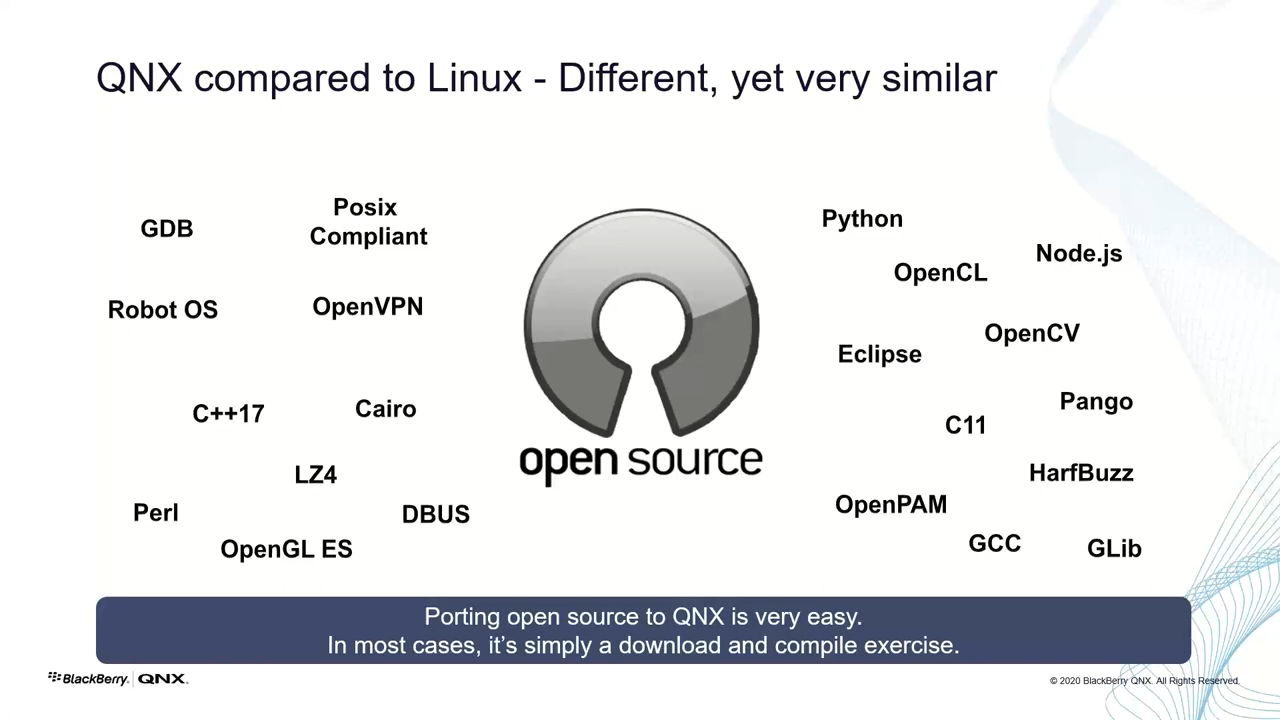 QNX compared to Linux - Different, yet very similar
GDB
Posix
Compliant
Robot OS
OpenVPN
C++17
Cairo
LZ4
Perl
DBUS
OpenGL ES
open source
Python
Node.js
OpenCL
OpenCV
Eclipse
Pango
C11
HarfBuzz
OpenPAM
GCC
GLib
Porting open source to QNX is very easy.
In most cases, it's simply a download and compile exercise.
BlackBerry. QNX.
© 2020 BlackBerry QNX. All Rights Reserved.